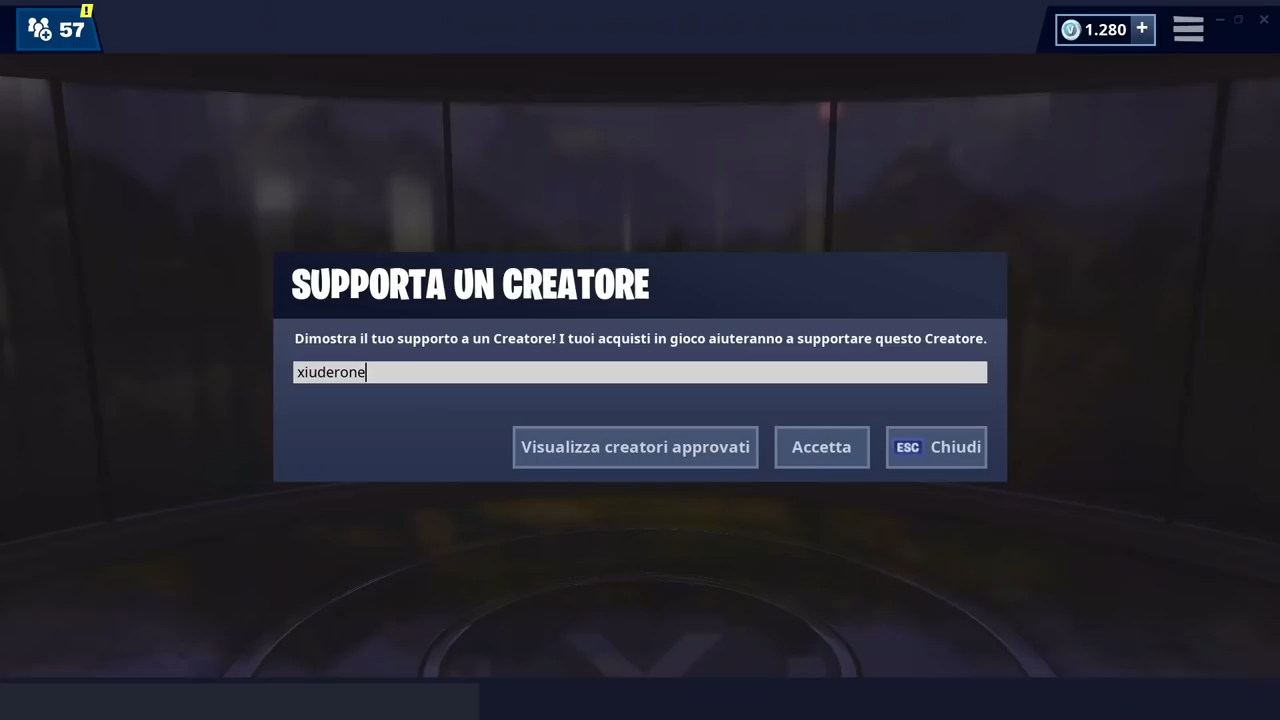 57
!
1.280 +
SUPPORTA UN CREATORE
Dimostra il tuo supporto a un Creatore! I tuoi acquisti in gioco aiuteranno a supportare questo Creatore.
xiuderone
Visualizza creatori approvati
Accetta
ESC Chiudi